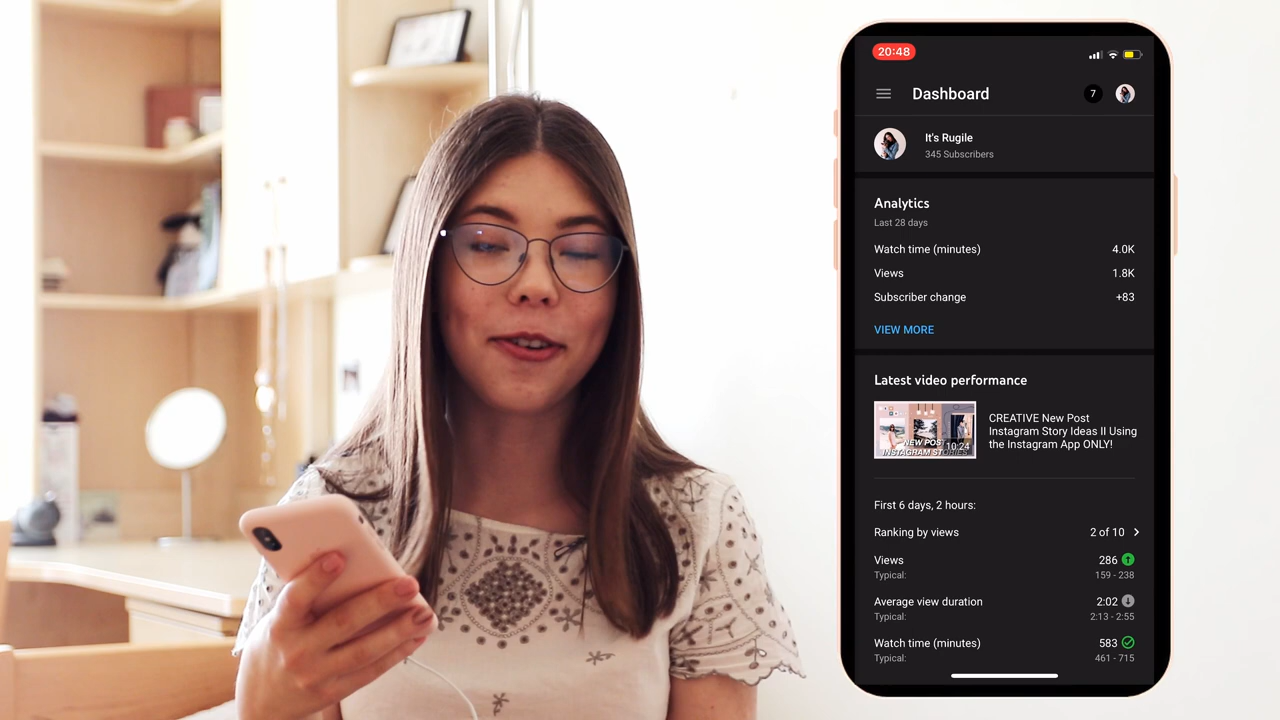 20:48
Dashboard
7
It's Rugile
345 Subscribers
Analytics
Last 28 days
Watch time (minutes) 4.0K
Views 1.8K
Subscriber change +83
VIEW MORE
Latest video performance
NEW POST
INSTAGRAM STORIES
10:24
CREATIVE New Post
Instagram Story Ideas II Using
the Instagram App ONLY!
First 6 days, 2 hours:
Ranking by views 2 of 10
Views 286
Typical: 159 - 238
Average view duration 2:02
Typical: 2:13 - 2:55
Watch time (minutes) 583
Typical: 461 - 715